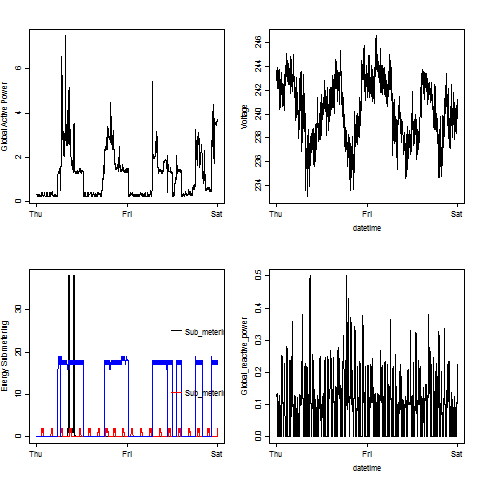 Global Active Power
6
4
2
0
Thu
Fri
Sat
Voltage
246
244
242
240
238
236
234
Thu
Fri
Sat
datetime
Energy Submetering
30
20
10
0
Sub_meterin
Sub_meterin
Thu
Fri
Sat
Global_reactive_power
0.5
0.4
0.3
0.2
0.1
0.0
Thu
Fri
Sat
datetime